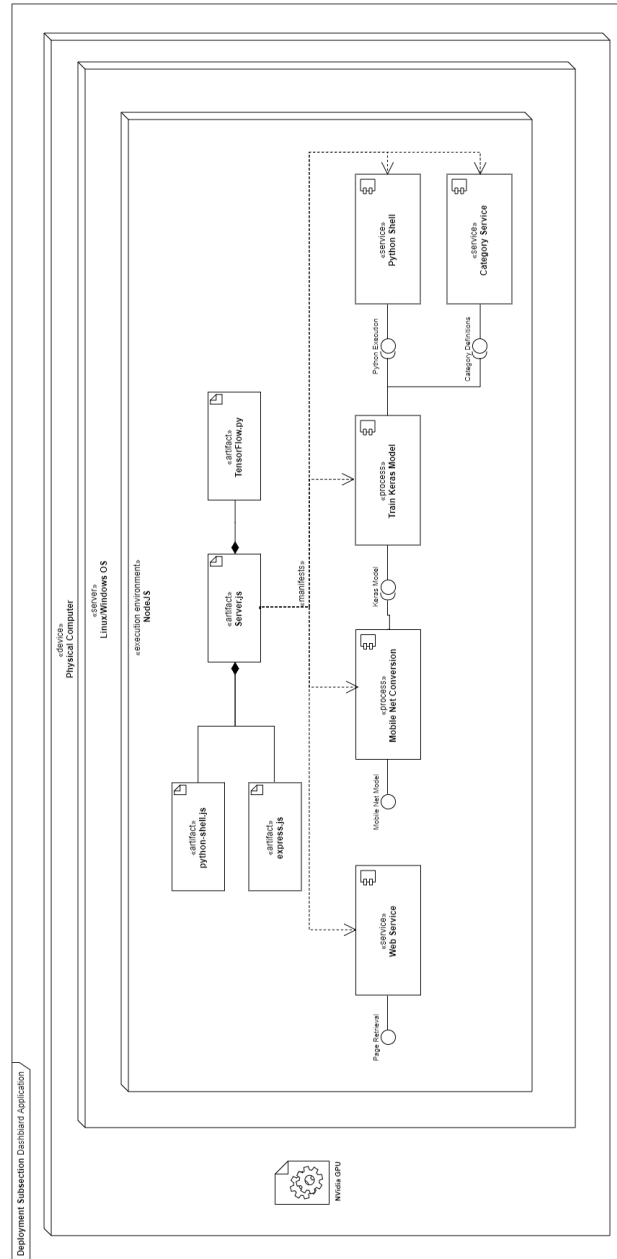 Deployment Subsection Dashbiard Application
«device»
Physical Computer
«server»
Linux/Windows OS
«execution environment»
NodeJS
«artifact»
python-shell.js
«artifact»
express.js
«artifact»
Server.js
«artifact»
TensorFlow.py
«manifests»
Page Retrieval
«service»
Web Service
Mobile Net Model
«process»
Mobile Net Conversion
Keras Model
«process»
Train Keras Model
Python Execution
«service»
Python Shell
Category Definitions
«service»
Category Service
NVidia GPU